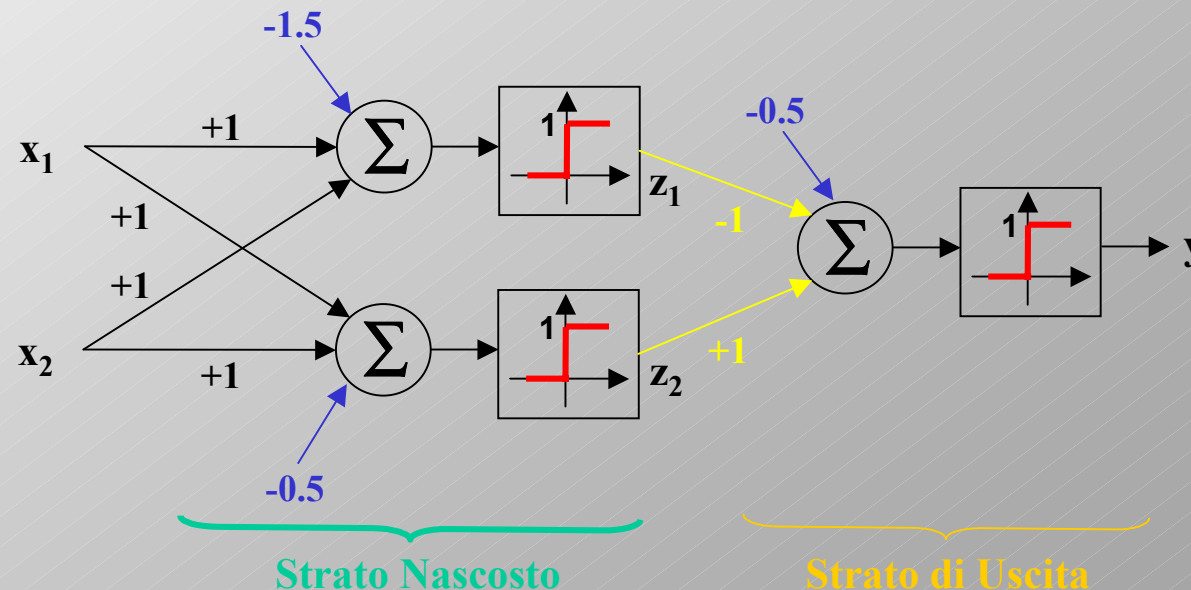 -1.5
x1
+1
Σ
1
z1
-0.5
+1
-1
Σ
1
y
+1
x2
+1
Σ
1
z2
+1
-0.5
Strato Nascosto
Strato di Uscita